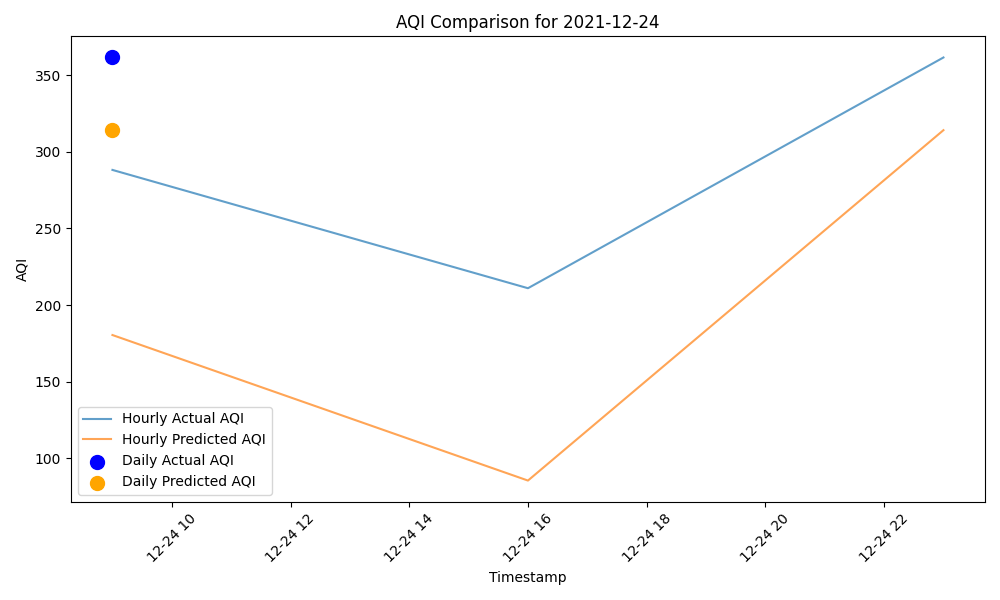 AQI Comparison for 2021-12-24
AQI
350
300
250
200
150
100
Hourly Actual AQI
Hourly Predicted AQI
Daily Actual AQI
Daily Predicted AQI
12-24 10
12-24 12
12-24 14
12-24 16
12-24 18
12-24 20
12-24 22
Timestamp